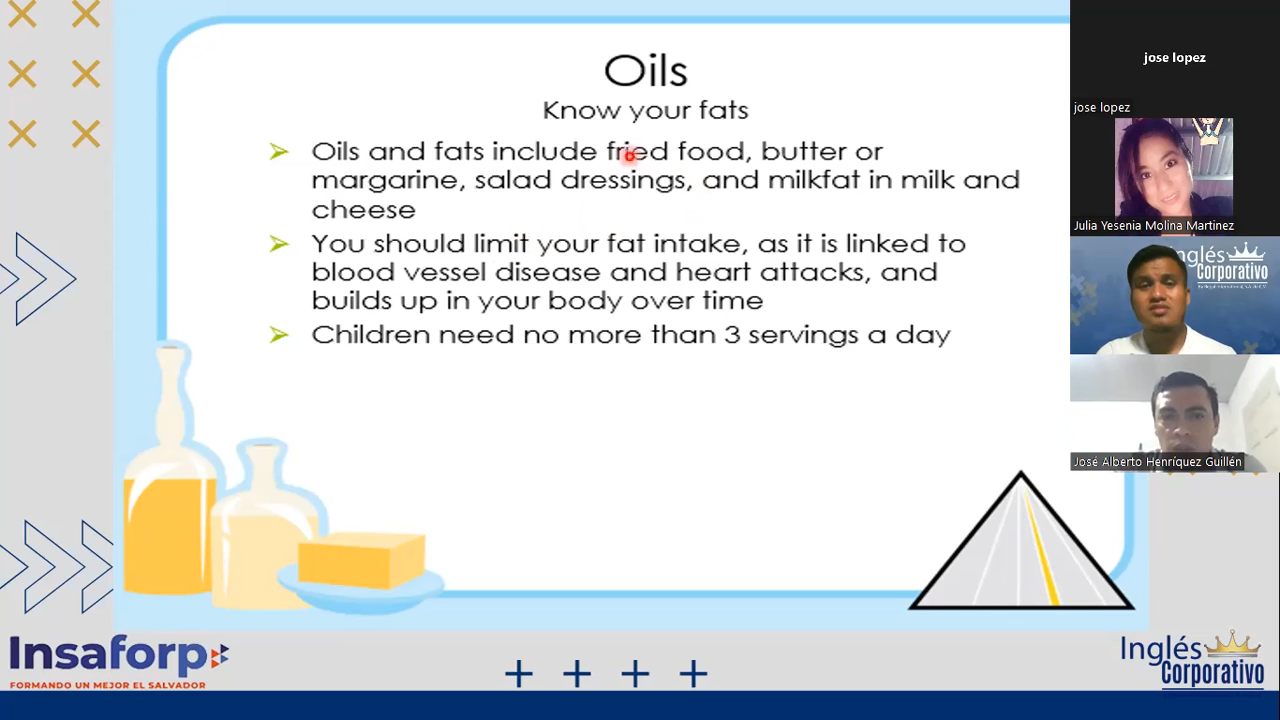 Oils
Know your fats
Oils and fats include fried food, butter or
margarine, salad dressings, and milkfat in milk and
cheese
You should limit your fat intake, as it is linked to
blood vessel disease and heart attacks, and
builds up in your body over time
Children need no more than 3 servings a day
jose lopez
jose lopez
Julia Yesenia Molina Martinez
Inglés
Corporativo
José Alberto Henríquez Guillén
Insaforp
FORMANDO UN MEJOR EL SALVADOR
Inglés
Corporativo